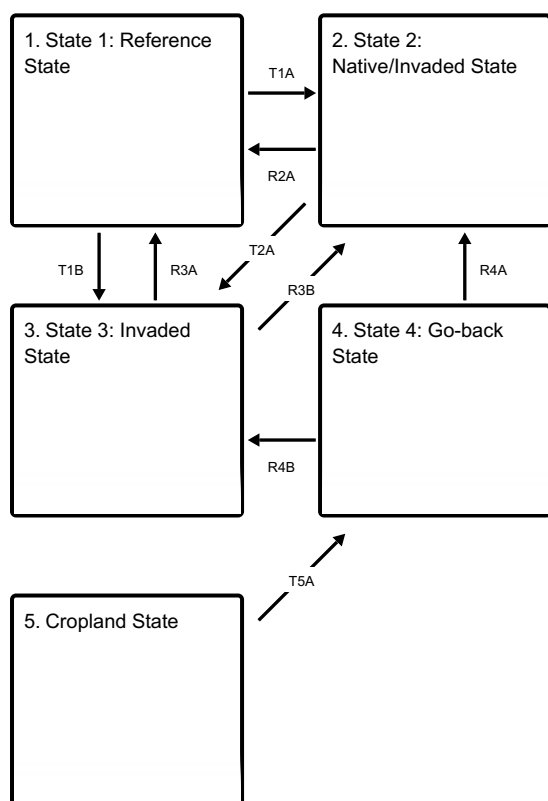 1. State 1: Reference
State
2. State 2:
Native/Invaded State
T1A
R2A
T1B
R3A
T2A
R3B
R4A
3. State 3: Invaded
State
4. State 4: Go-back
State
R4B
T5A
5. Cropland State